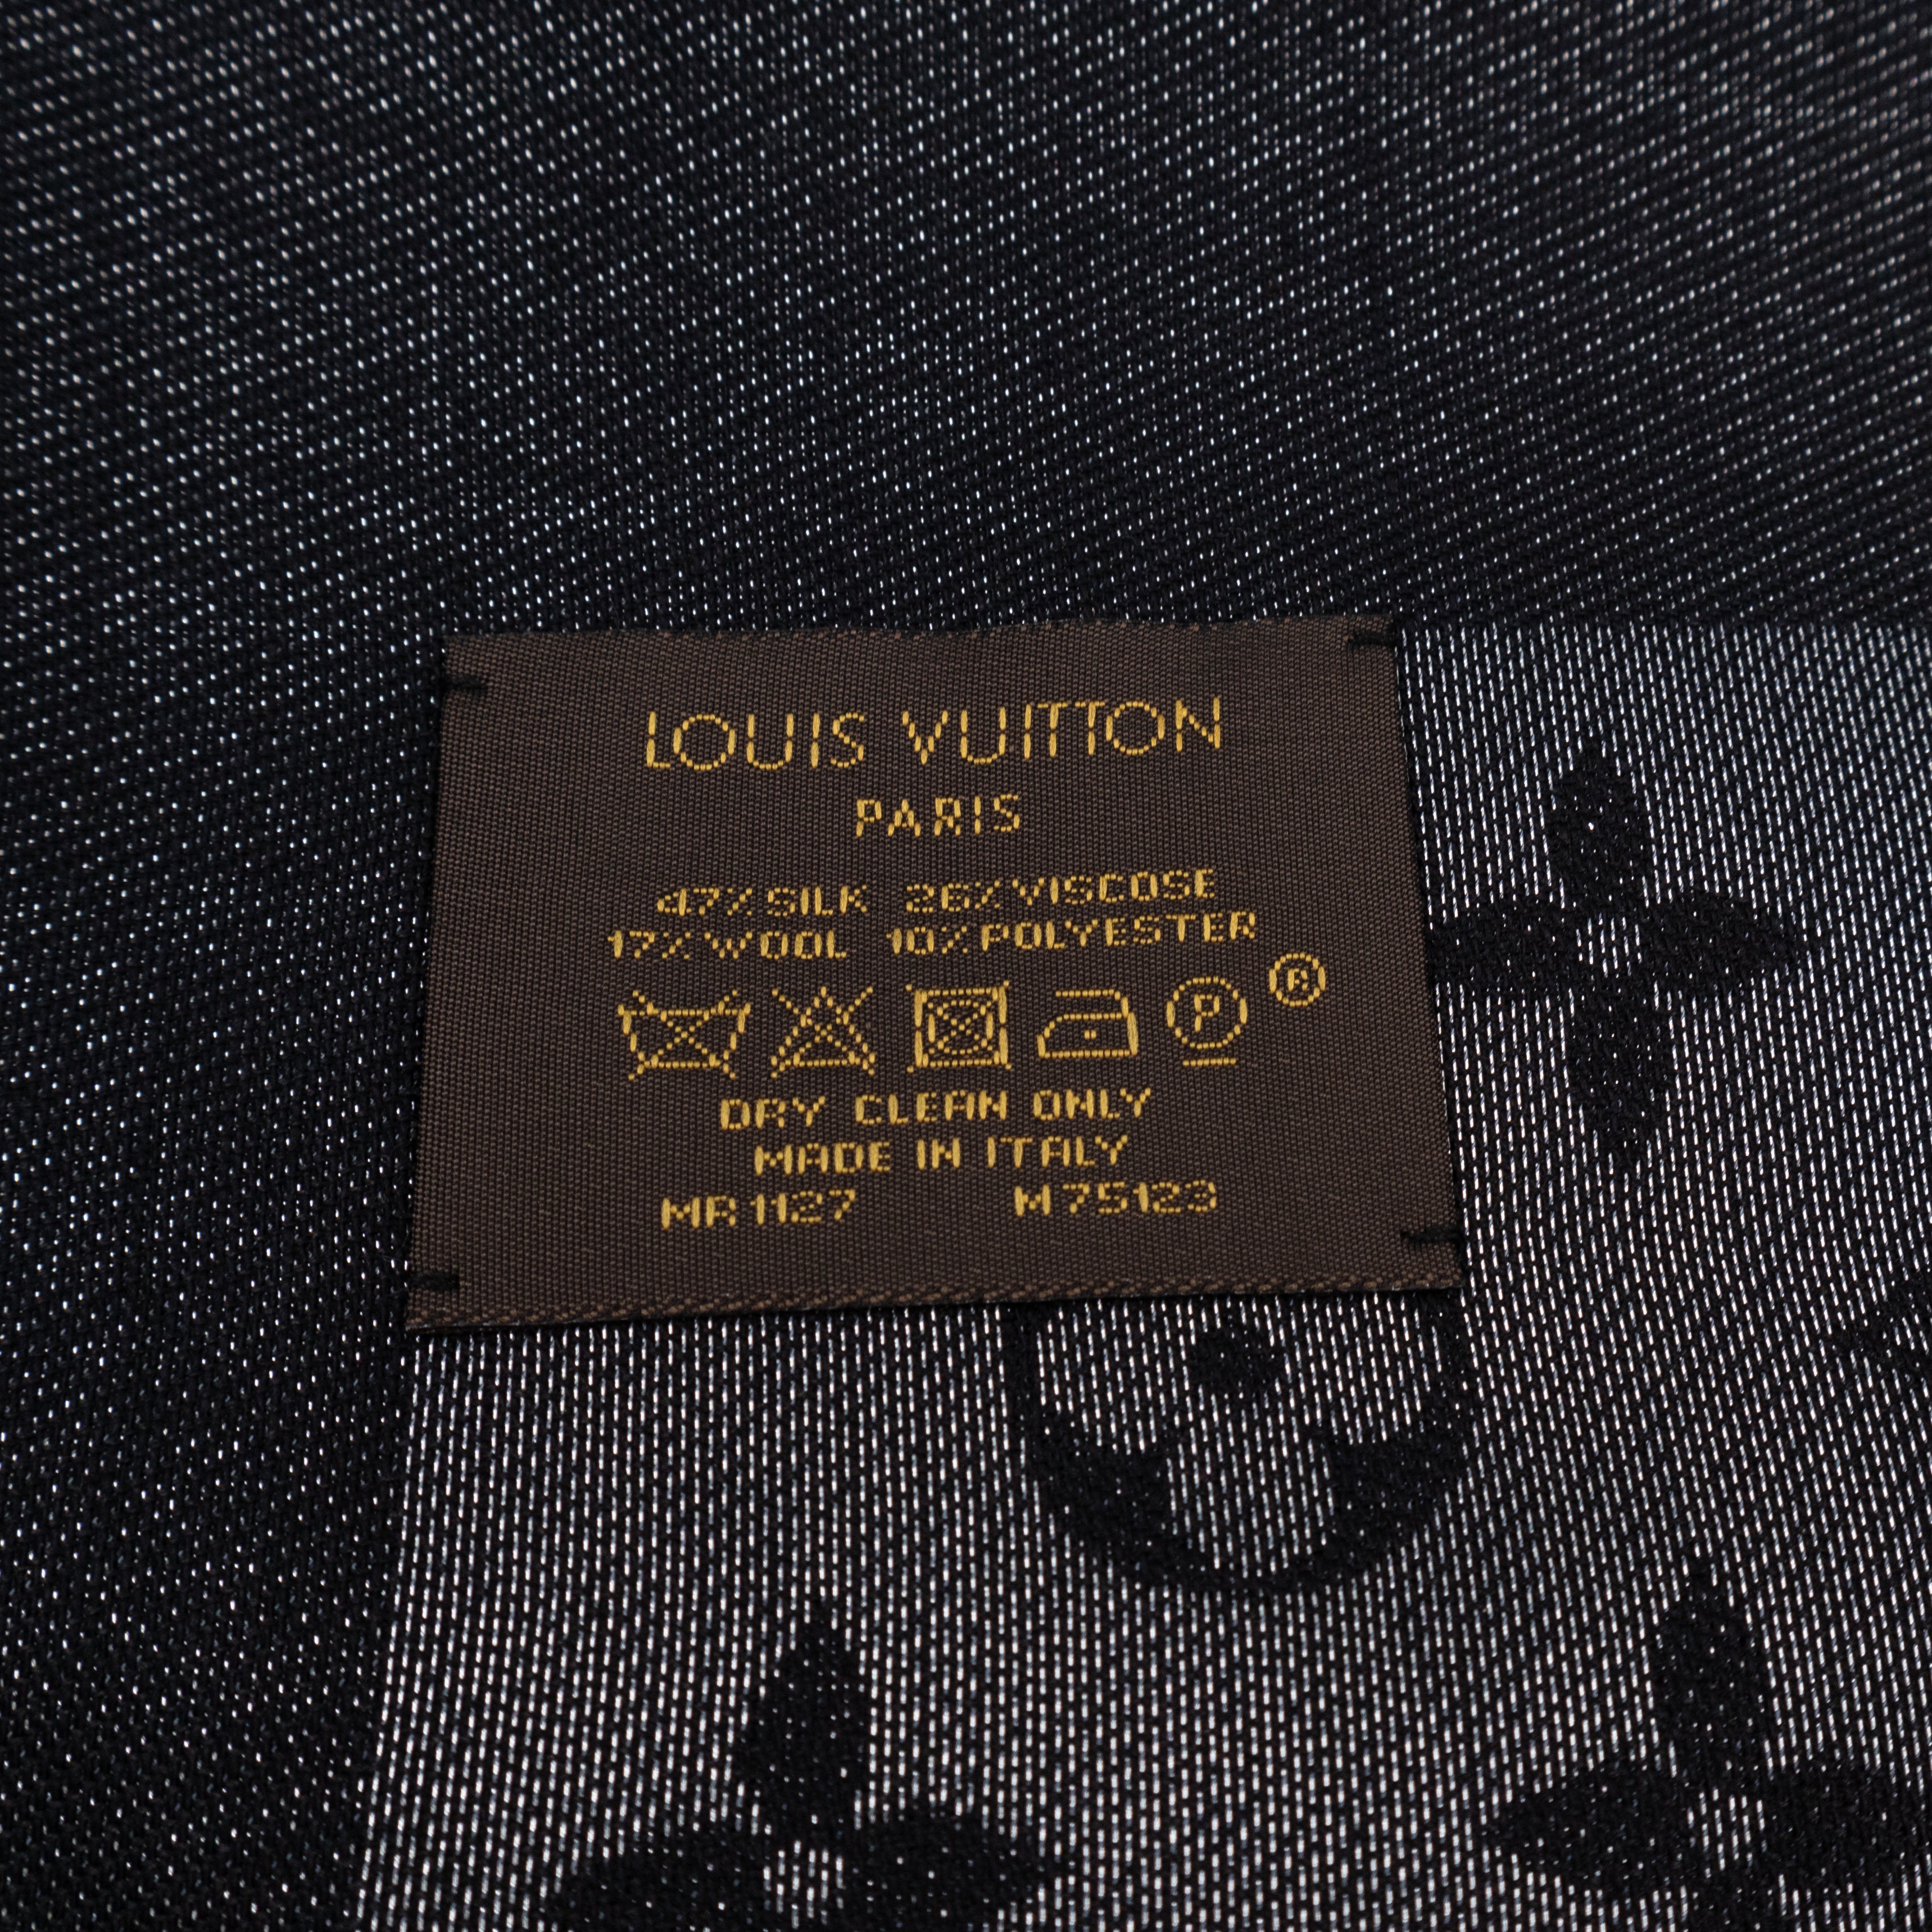 LOUIS VUITTON
PARIS
47% SILK 26% VISCOSE
17% WOOL 10% POLYESTER
P ®
DRY CLEAN ONLY
MADE IN ITALY
MR1127 M75123